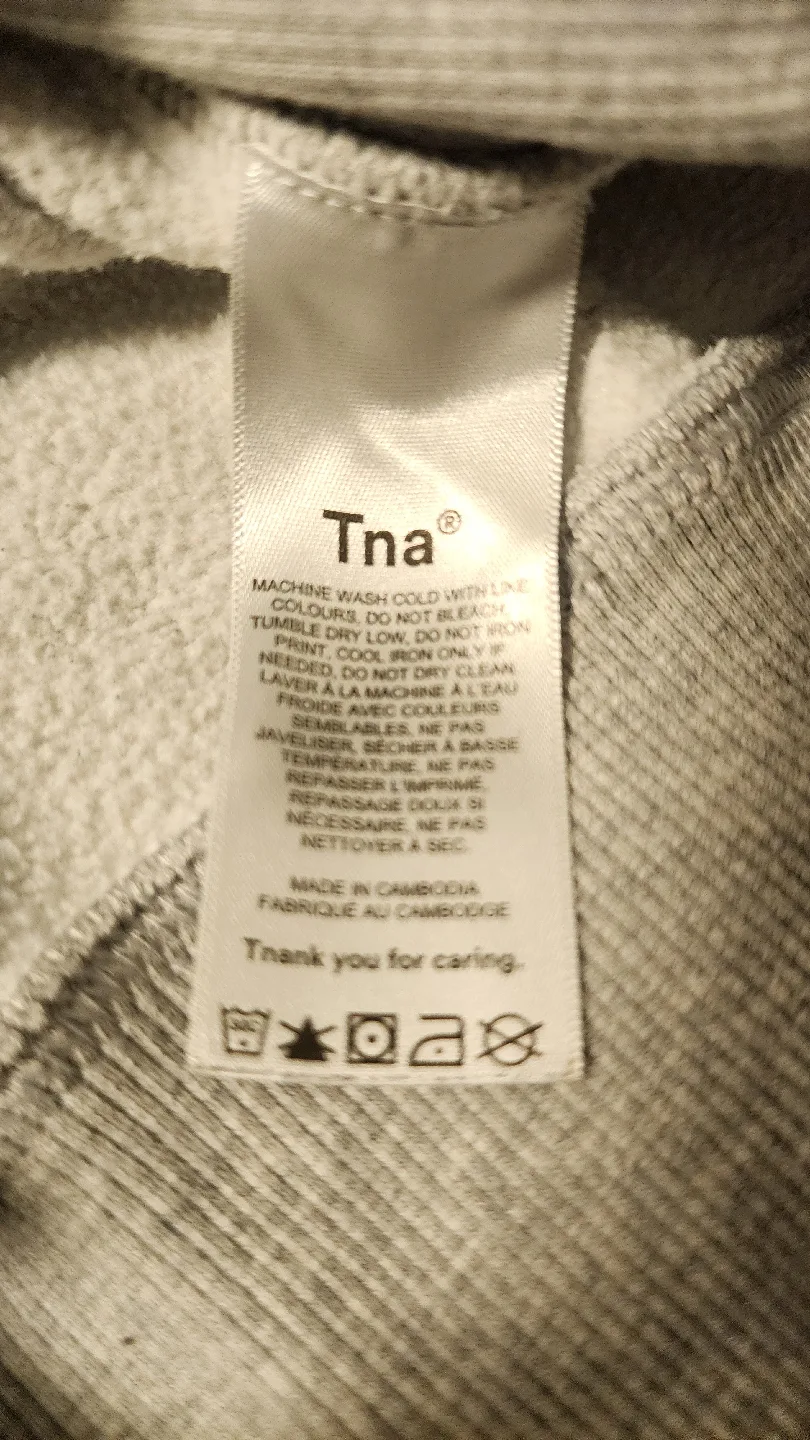 Tna®
MACHINE WASH COLD WITH LIKE
COLOURS, DO NOT BLEACH,
TUMBLE DRY LOW, DO NOT IRON
PRINT, COOL IRON ONLY IF
NEEDED, DO NOT DRY CLEAN.
LAVER À LA MACHINE À L'EAU
FROIDE AVEC COULEURS
SEMBLABLES, NE PAS
JAVELISER, SÉCHER À BASSE
TEMPÉRATURE, NE PAS
REPASSER L'IMPRIMÉ,
REPASSAGE DOUX SI
NÉCESSAIRE, NE PAS
NETTOYER À SEC.
MADE IN CAMBODIA
FABRIQUÉ AU CAMBODGE
Tnank you for caring.
30C